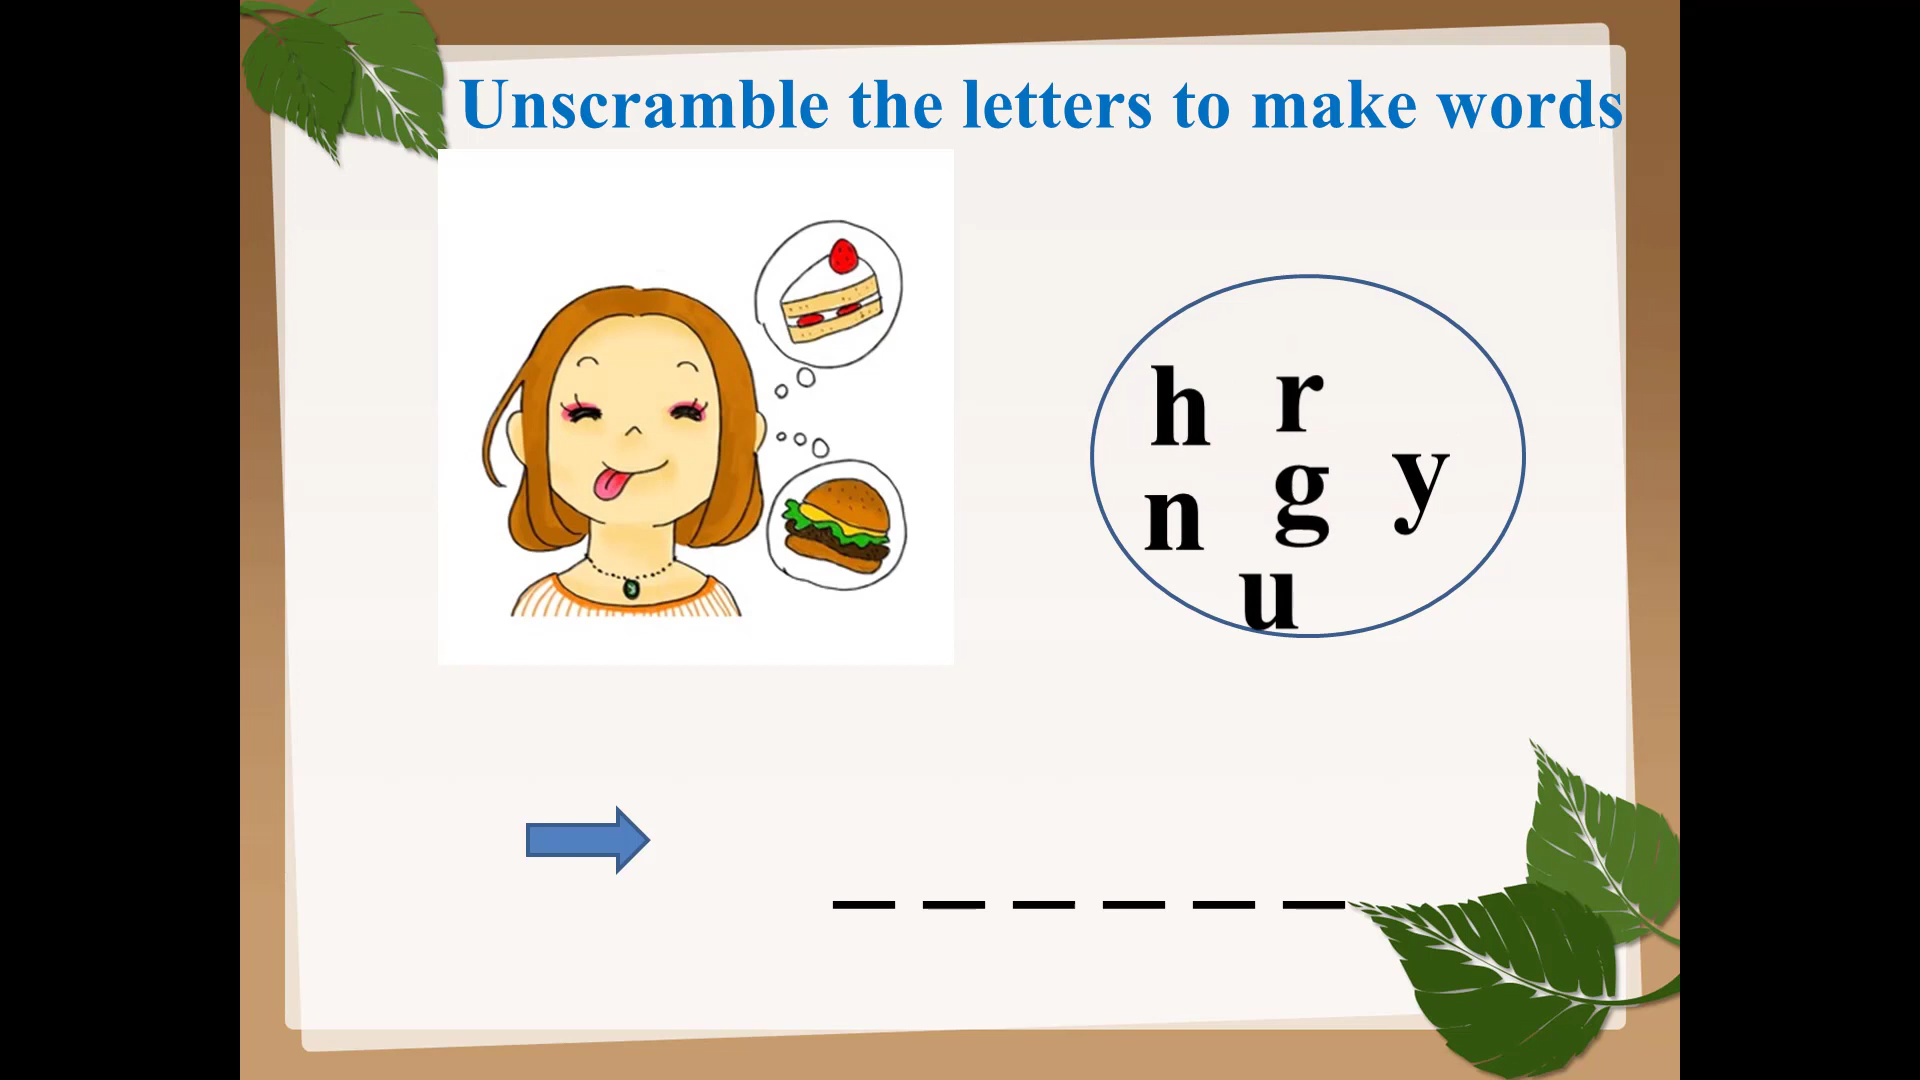 Unscramble the letters to make words
h r
n g y
u
_ _ _ _ _ _